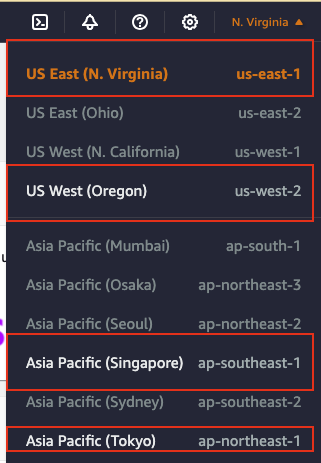 N. Virginia ▲
US East (N. Virginia) us-east-1
US East (Ohio) us-east-2
US West (N. California) us-west-1
US West (Oregon) us-west-2
Asia Pacific (Mumbai) ap-south-1
Asia Pacific (Osaka) ap-northeast-3
Asia Pacific (Seoul) ap-northeast-2
Asia Pacific (Singapore) ap-southeast-1
Asia Pacific (Sydney) ap-southeast-2
Asia Pacific (Tokyo) ap-northeast-1